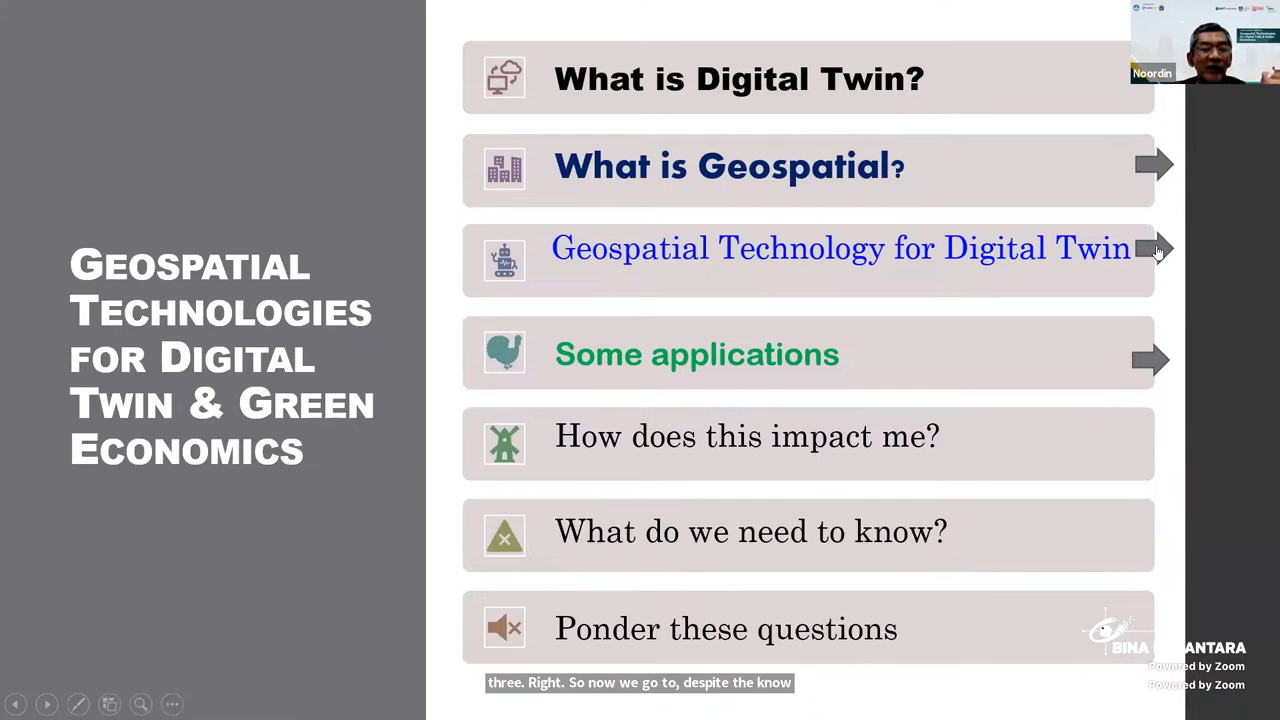 GEOSPATIAL
TECHNOLOGIES
FOR DIGITAL
TWIN & GREEN
ECONOMICS
What is Digital Twin?
What is Geospatial?
Geospatial Technology for Digital Twin
Some applications
How does this impact me?
What do we need to know?
Ponder these questions
Noordin
Powered by Zoom
Powered by Zoom
three. Right. So now we go to, despite the know